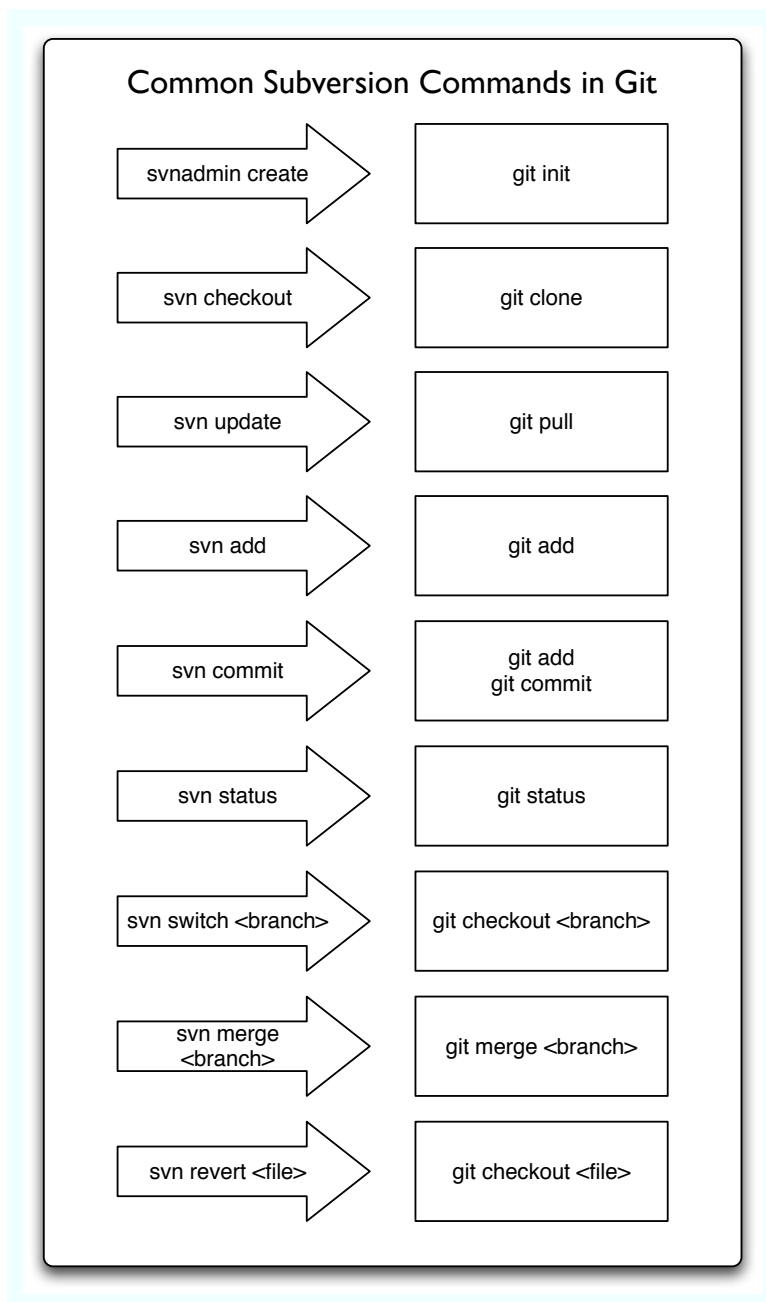 Common Subversion Commands in Git
svnadmin create
git init
svn checkout
git clone
svn update
git pull
svn add
git add
svn commit
git add
git commit
svn status
git status
svn switch <branch>
git checkout <branch>
svn merge
<branch>
git merge <branch>
svn revert <file>
git checkout <file>